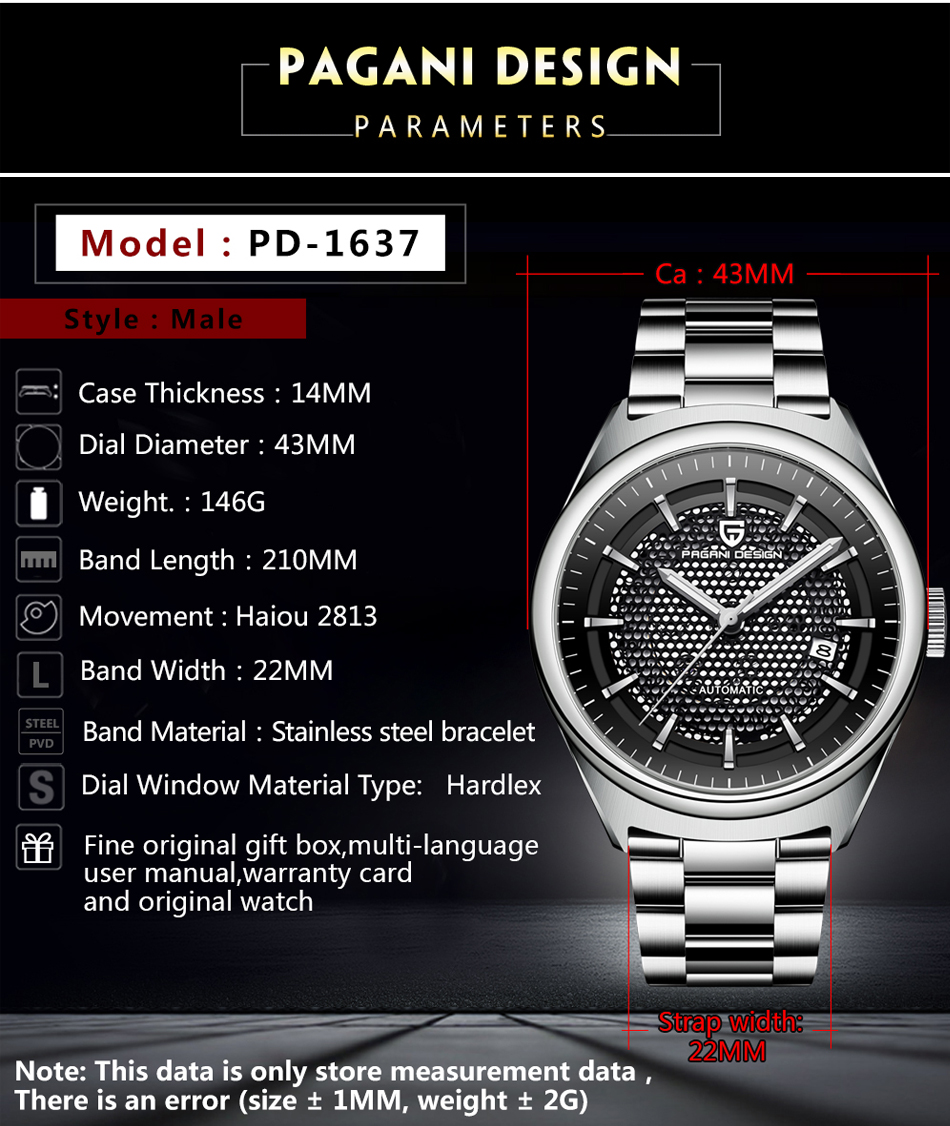 PAGANI DESIGN
PARAMETERS
Model : PD-1637
Style : Male
Ca : 43MM
Case Thickness : 14MM
Dial Diameter : 43MM
Weight. : 146G
Band Length : 210MM
Movement : Haiou 2813
L
Band Width : 22MM
STEEL
PVD
Band Material : Stainless steel bracelet
S
Dial Window Material Type: Hardlex
Fine original gift box,multi-language
user manual,warranty card
and original watch
PAGANI DESIGN
8
AUTOMATIC
Strap width:
22MM
Note: This data is only store measurement data ,
There is an error (size ± 1MM, weight ± 2G)